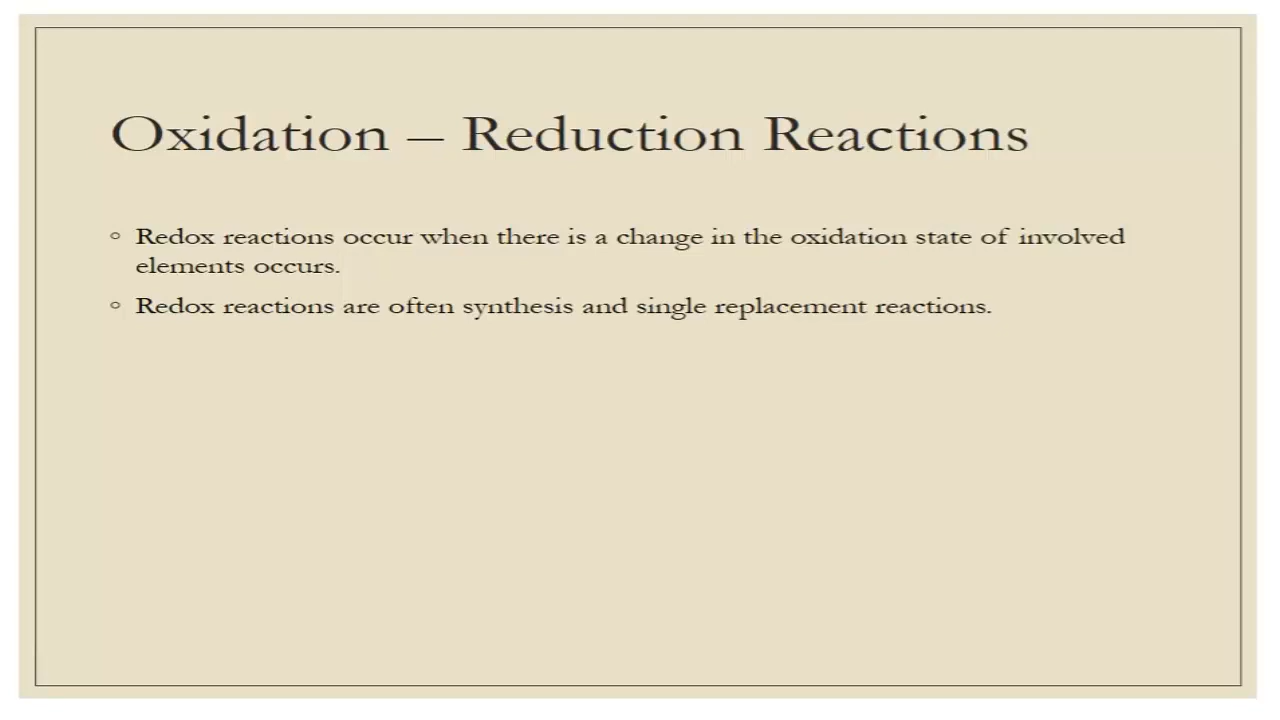 Oxidation – Reduction Reactions
◦ Redox reactions occur when there is a change in the oxidation state of involved
elements occurs.
◦ Redox reactions are often synthesis and single replacement reactions.